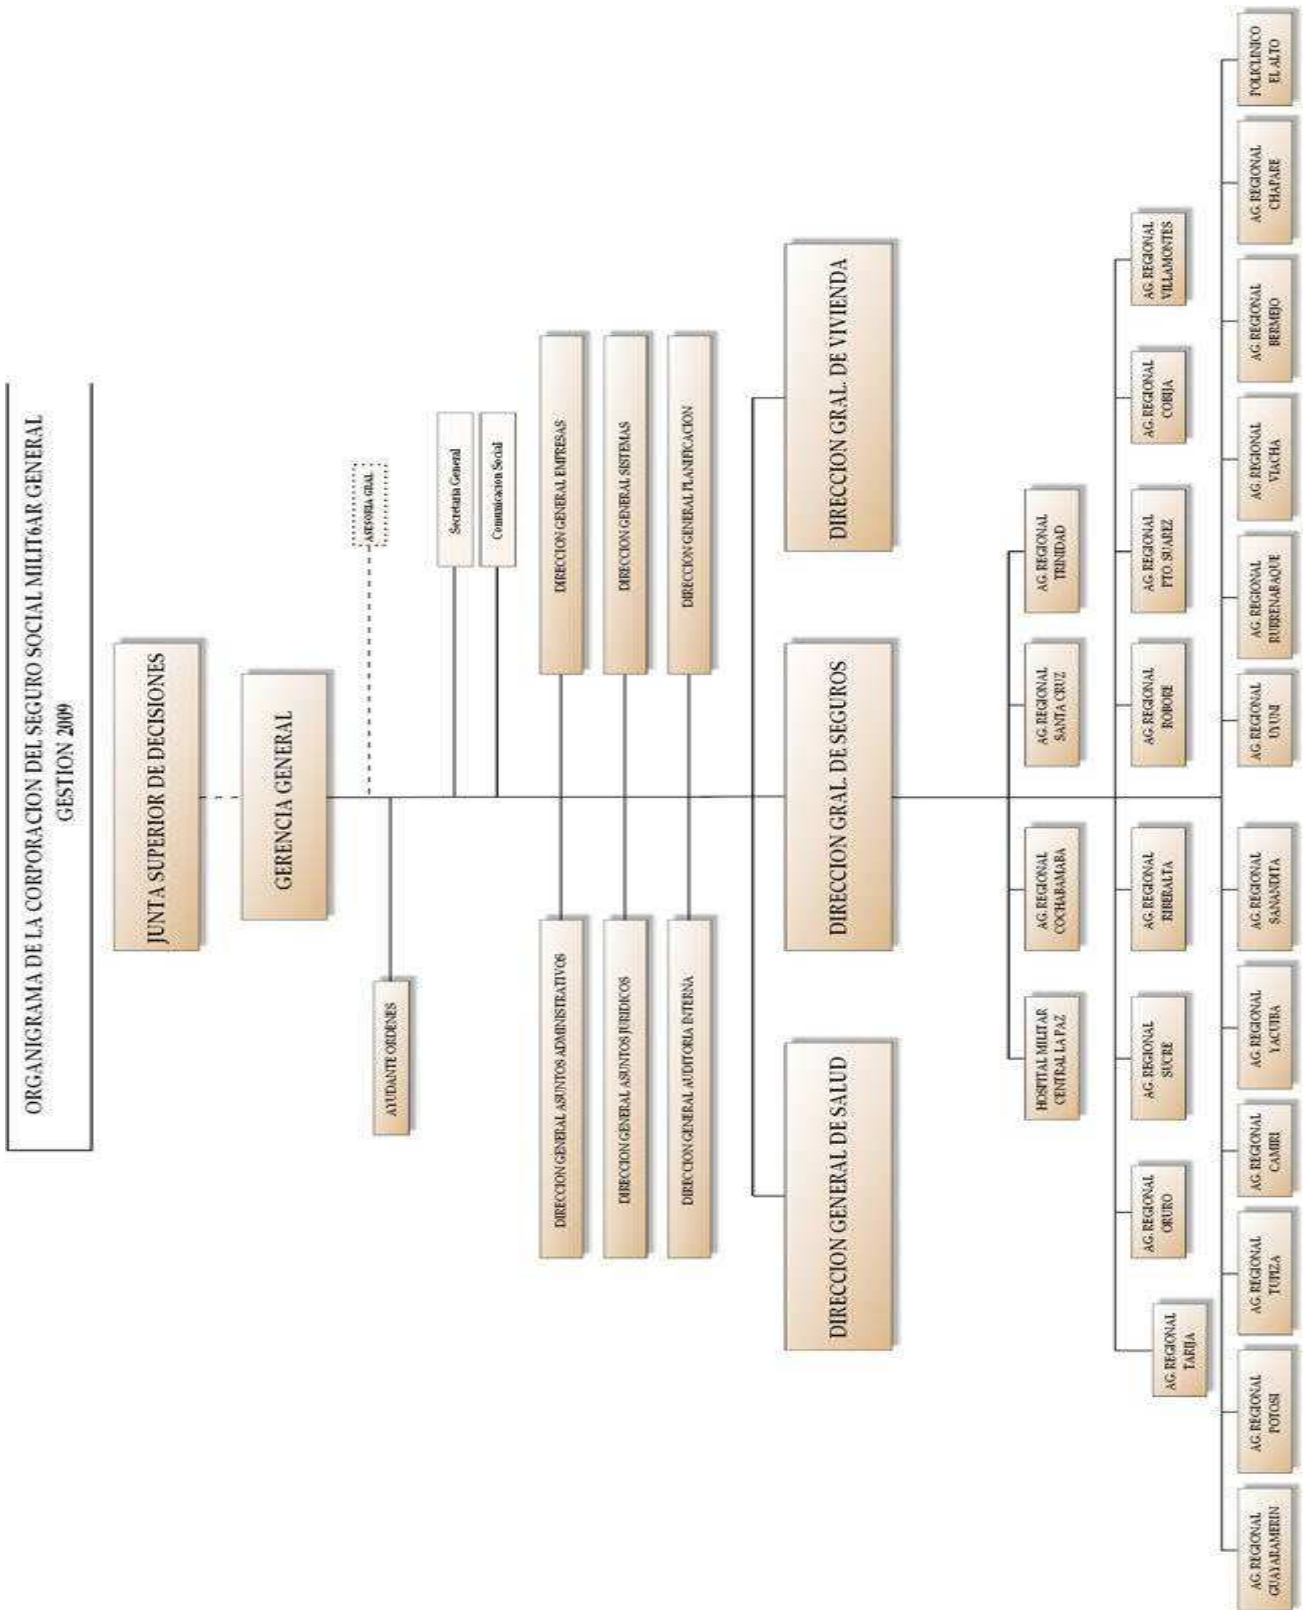 ORGANIGRAMA DE LA CORPORACION DEL SEGURO SOCIAL MILIT6AR GENERAL
GESTION 2009
JUNTA SUPERIOR DE DECISIONES
GERENCIA GENERAL
ASESORIA GRAL
AYUDANTE ORDENES
Secretaria General
Comunicacion Social
DIRECCION GENERAL ASUNTOS ADMINISTRATIVOS
DIRECCION GENERAL EMPRESAS
DIRECCION GENERAL ASUNTOS JURIDICOS
DIRECCION GENERAL SISTEMAS
DIRECCION GENERAL AUDITORIA INTERNA
DIRECCION GENERAL PLANIFICACION
DIRECCION GENERAL DE SALUD
DIRECCION GRAL. DE SEGUROS
DIRECCION GRAL. DE VIVIENDA
HOSPITAL MILITAR
CENTRAL LA PAZ
AG. REGIONAL
COCHABAMABA
AG. REGIONAL
SANTA CRUZ
AG. REGIONAL
TRINIDAD
AG. REGIONAL
TARIJA
AG. REGIONAL
ORURO
AG. REGIONAL
SUCRE
AG. REGIONAL
RIBERALTA
AG. REGIONAL
ROBORE
AG. REGIONAL
PTO. SUAREZ
AG. REGIONAL
COBIJA
AG. REGIONAL
VILLAMONTES
AG. REGIONAL
GUAYARAMERIN
AG. REGIONAL
POTOSI
AG. REGIONAL
TUPIZA
AG. REGIONAL
CAMIRI
AG. REGIONAL
YACUIBA
AG. REGIONAL
SANANDITA
AG. REGIONAL
UYUNI
AG. REGIONAL
RURRENABAQUE
AG. REGIONAL
VIACHA
AG. REGIONAL
BERMEJO
AG. REGIONAL
CHAPARE
POLICLINICO
EL ALTO